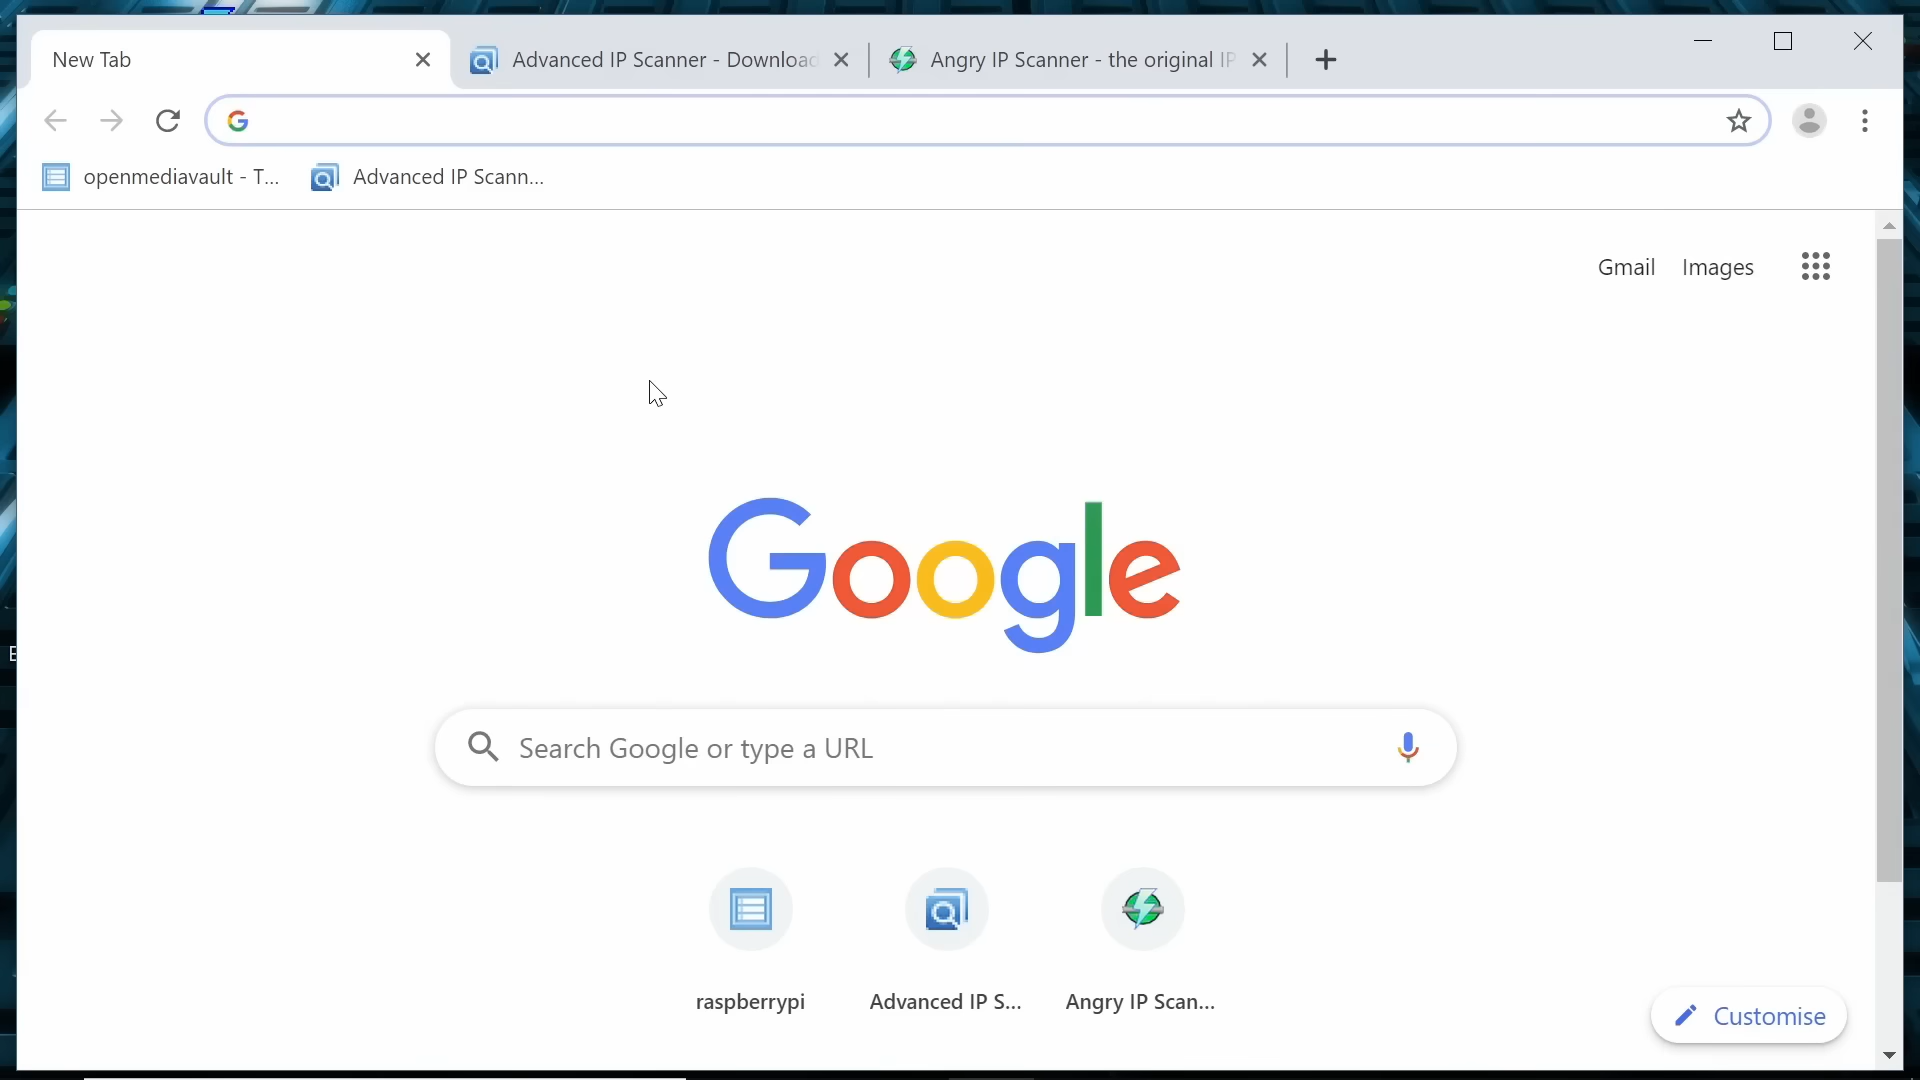 New Tab
Advanced IP Scanner - Download
Angry IP Scanner - the original IP
openmediavault - T...
Advanced IP Scann...
Gmail
Images
Google
Search Google or type a URL
raspberrypi
Advanced IP S...
Angry IP Scan...
Customise